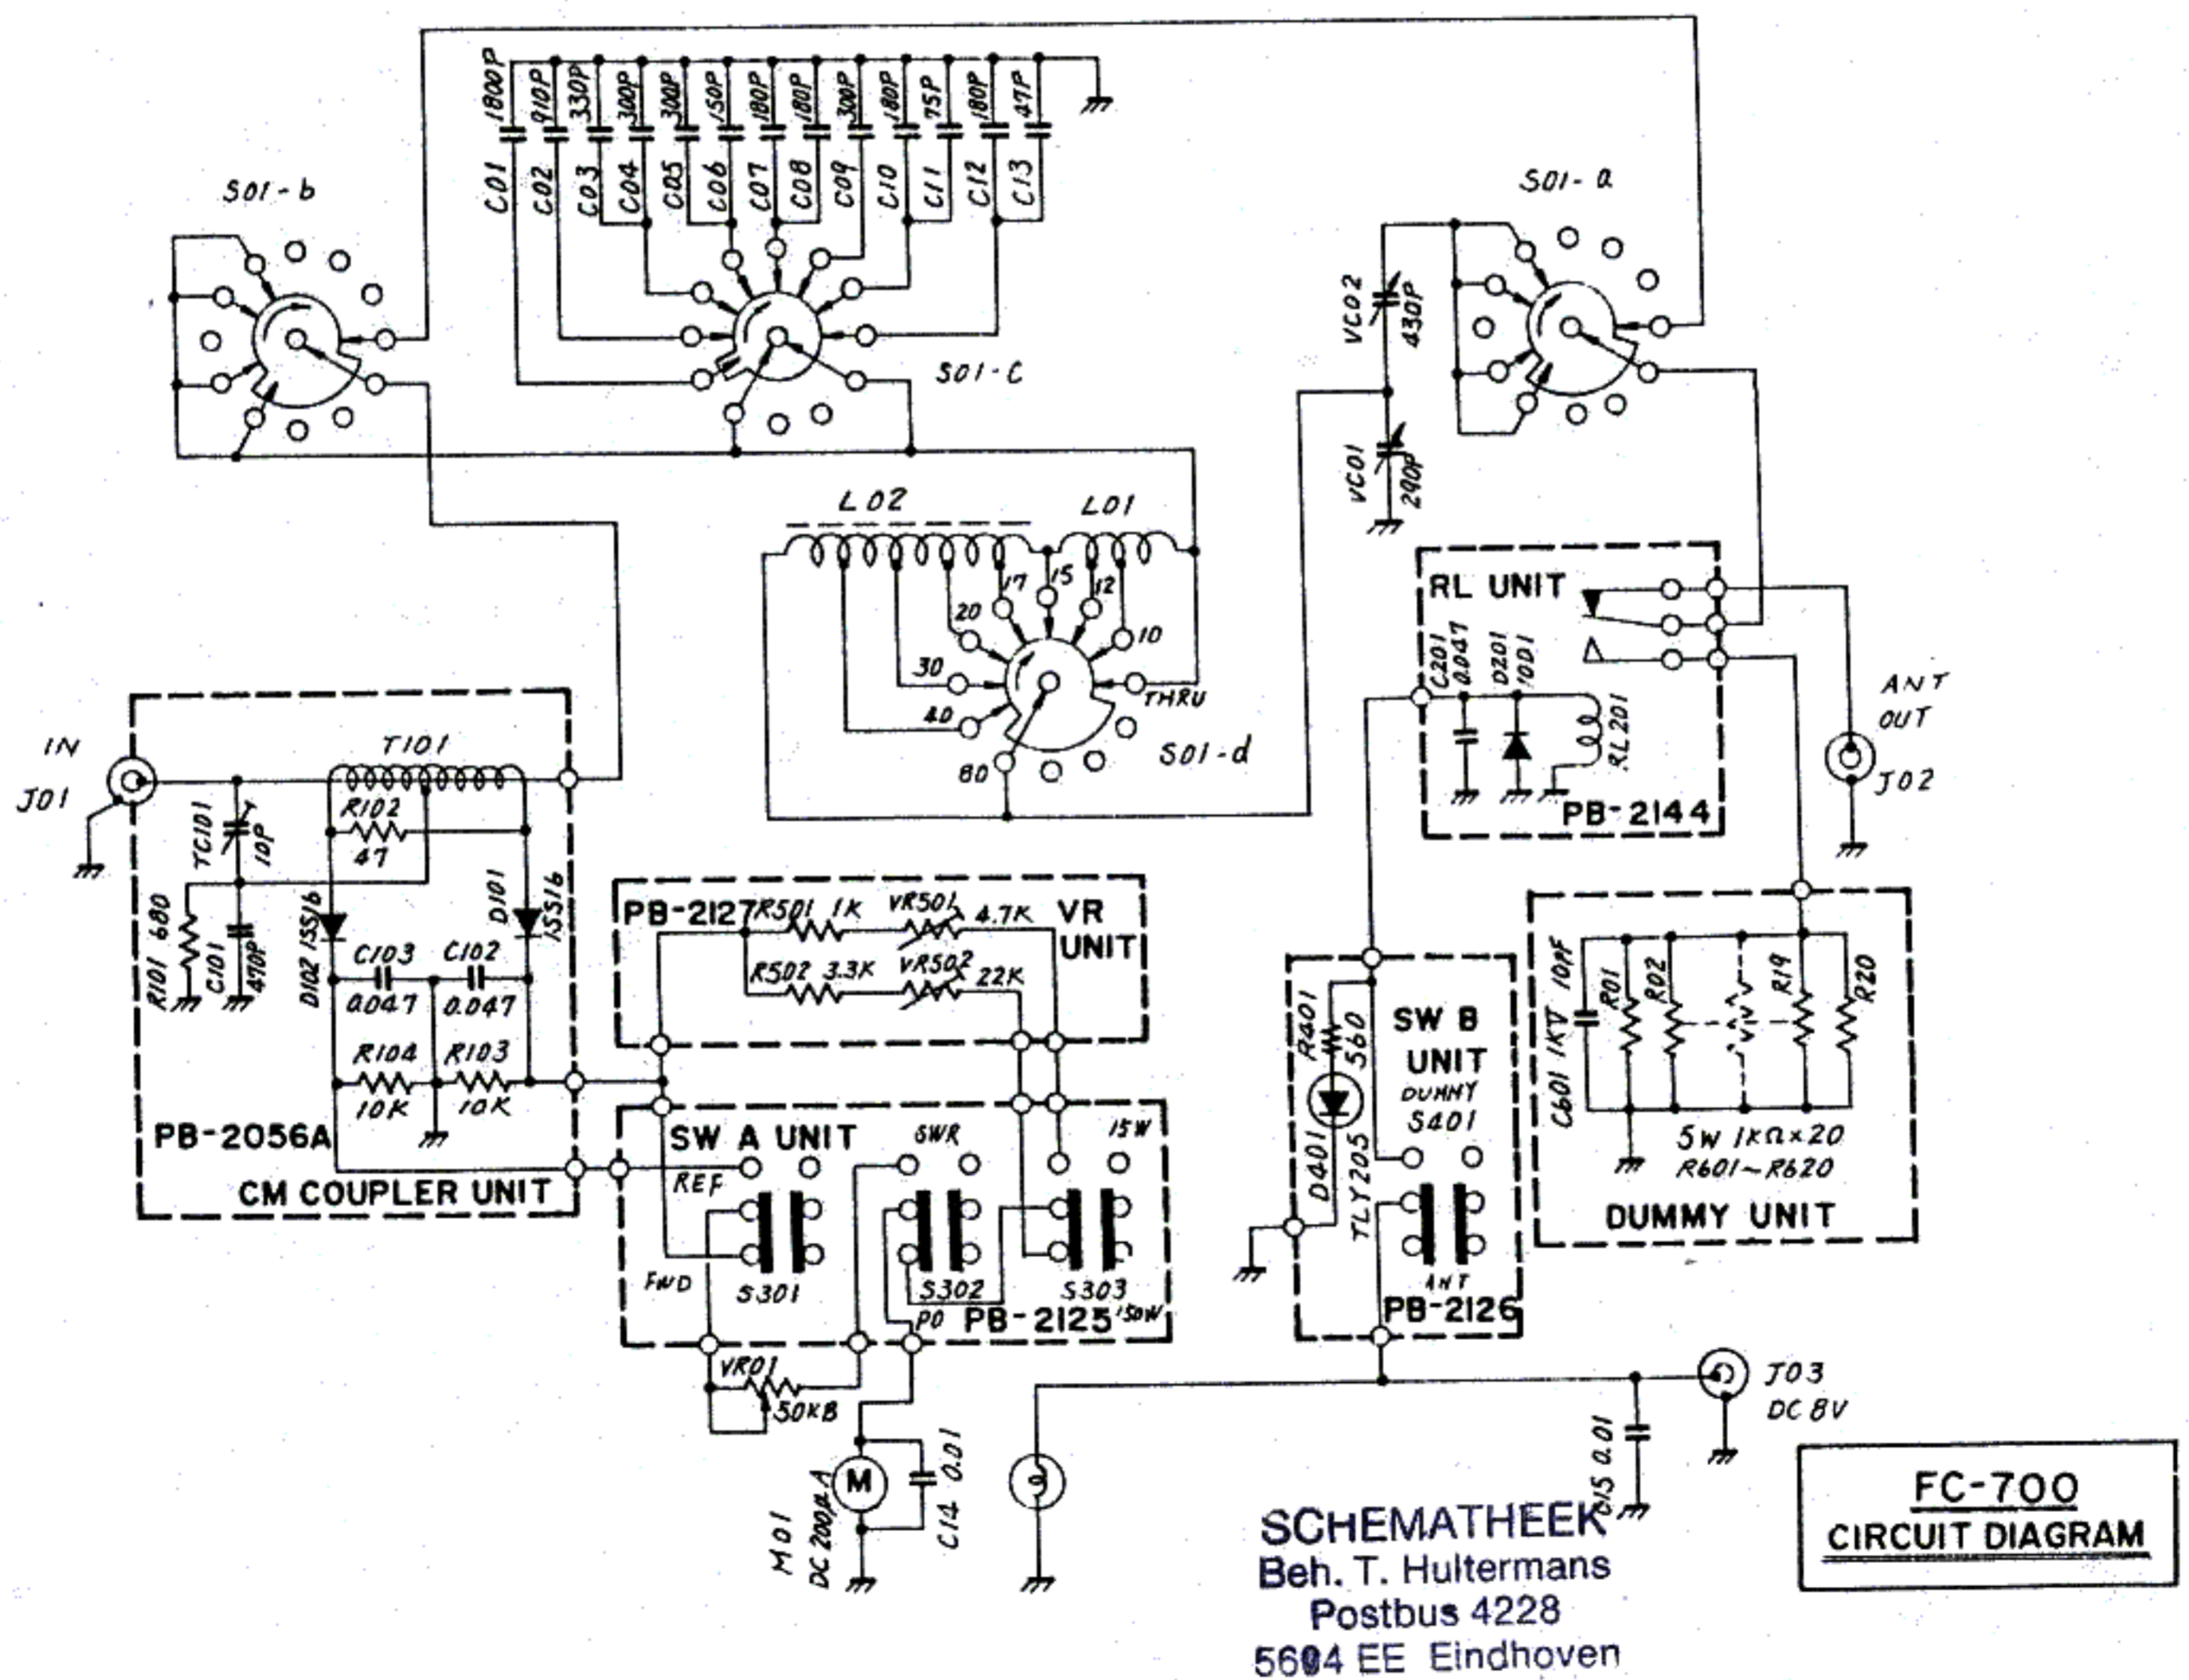 1800P
910P
330P
300P
300P
150P
180P
180P
300P
180P
75P
180P
47P
C01
C02
C03
C04
C05
C06
C07
C08
C09
C10
C11
C12
C13
S01-b
S01-a
S01-C
VC02
430P
VC01
290P
L02
L01
17
15
12
20
10
30
THRU
40
80
S01-d
RL UNIT
C201
0.047
D201
10D1
RL201
PB-2144
ANT
OUT
J02
IN
J01
T101
TC101
10P
R102
47
R101 680
C101
470P
D102 1SS16
D101
1SS16
C103
0.047
C102
0.047
R104
10K
R103
10K
PB-2056A
CM COUPLER UNIT
PB-2127
R501 1K
VR501
4.7K
VR
UNIT
R502 3.3K
VR502
22K
SW A UNIT
SWR
15W
REF
FWD
S301
S302
S303
PO
PB-2125
150W
VR01
50KB
M
M01
DC 200µA
C14 0.01
R401
560
SW B
UNIT
DUMMY
S401
D401
TLY205
ANT
PB-2126
C601 1KV 10PF
R01
R02
R19
R20
5W 1KΩ×20
R601~R620
DUMMY UNIT
J03
DC 8V
C15 0.01
FC-700
CIRCUIT DIAGRAM
SCHEMATHEEK
Beh. T. Hultermans
Postbus 4228
5604 EE Eindhoven